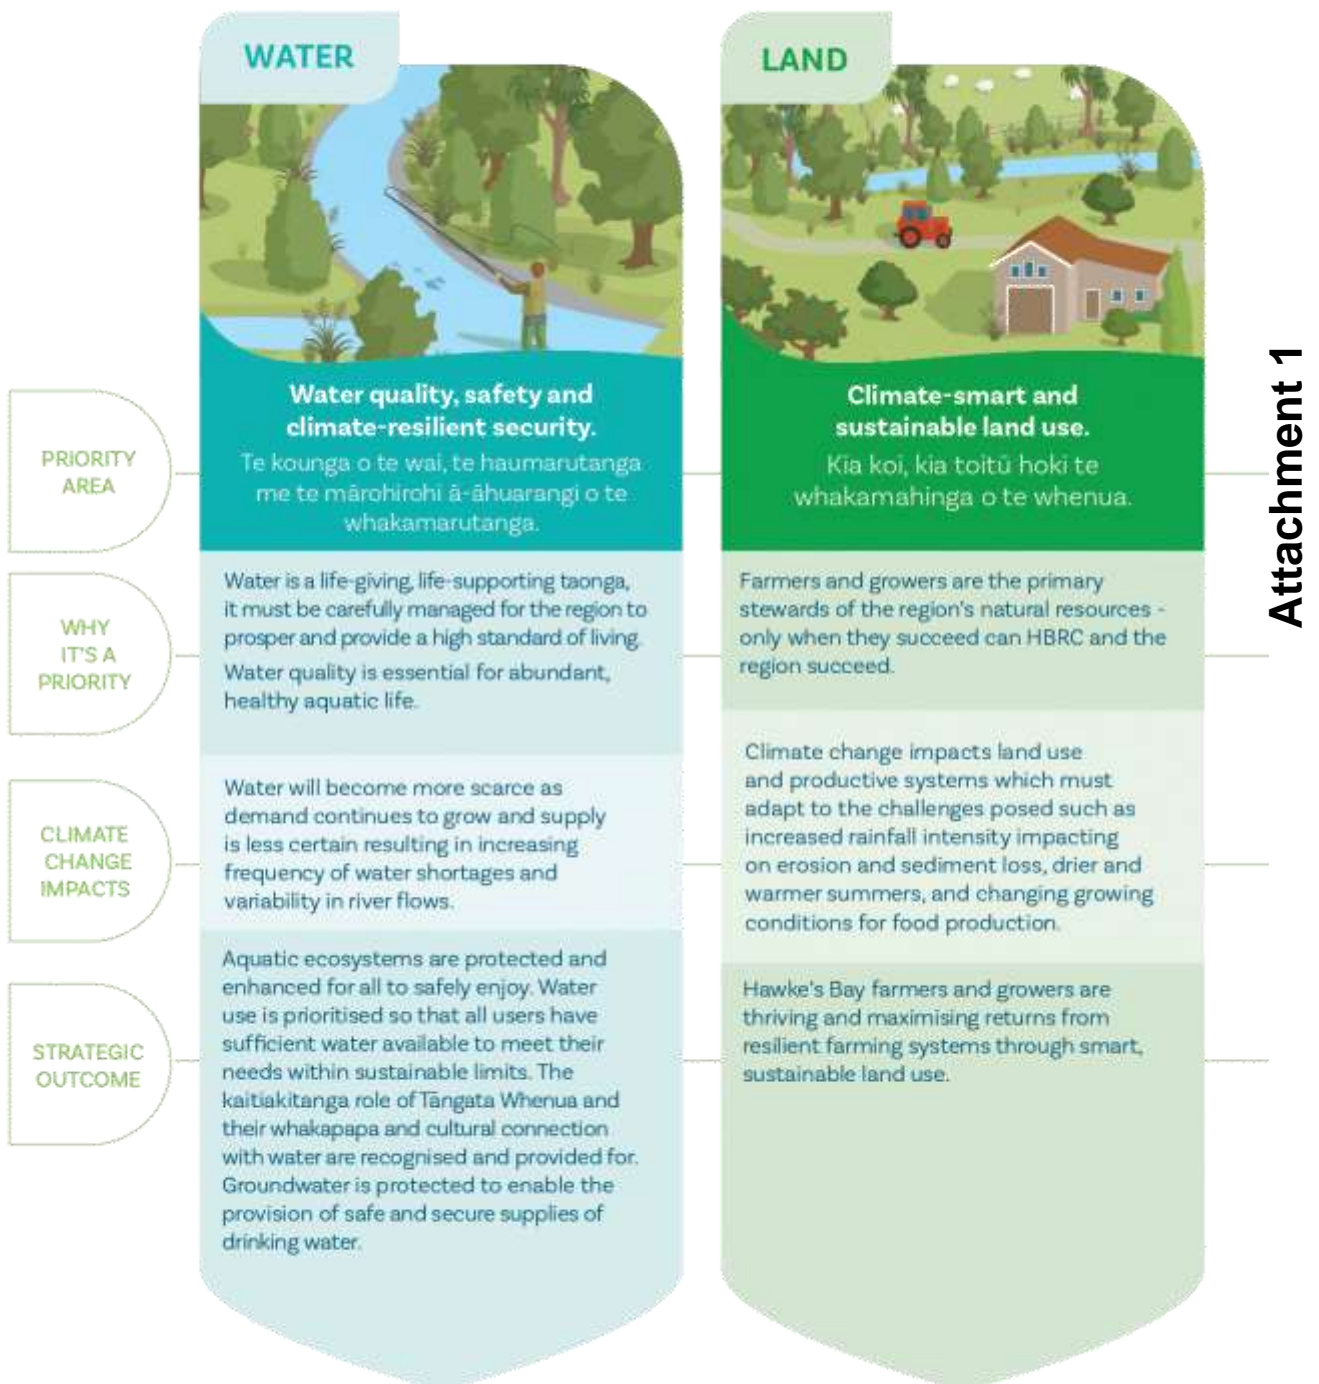 WATER
Water quality, safety and
climate-resilient security.
Te kounga o te wai, te haumarutanga
me te mārohirohi ā-āhuarangi o te
whakamarutanga.
LAND
Climate-smart and
sustainable land use.
Kia koi, kia toitū hoki te
whakamahinga o te whenua.
PRIORITY
AREA
WHY
IT'S A
PRIORITY
Water is a life-giving, life-supporting taonga,
it must be carefully managed for the region to
prosper and provide a high standard of living.
Water quality is essential for abundant,
healthy aquatic life.
Farmers and growers are the primary
stewards of the region's natural resources -
only when they succeed can HBRC and the
region succeed.
CLIMATE
CHANGE
IMPACTS
Water will become more scarce as
demand continues to grow and supply
is less certain resulting in increasing
frequency of water shortages and
variability in river flows.
Climate change impacts land use
and productive systems which must
adapt to the challenges posed such as
increased rainfall intensity impacting
on erosion and sediment loss, drier and
warmer summers, and changing growing
conditions for food production.
STRATEGIC
OUTCOME
Aquatic ecosystems are protected and
enhanced for all to safely enjoy. Water
use is prioritised so that all users have
sufficient water available to meet their
needs within sustainable limits. The
kaitiakitanga role of Tāngata Whenua and
their whakapapa and cultural connection
with water are recognised and provided for.
Groundwater is protected to enable the
provision of safe and secure supplies of
drinking water.
Hawke's Bay farmers and growers are
thriving and maximising returns from
resilient farming systems through smart,
sustainable land use.
Attachment 1